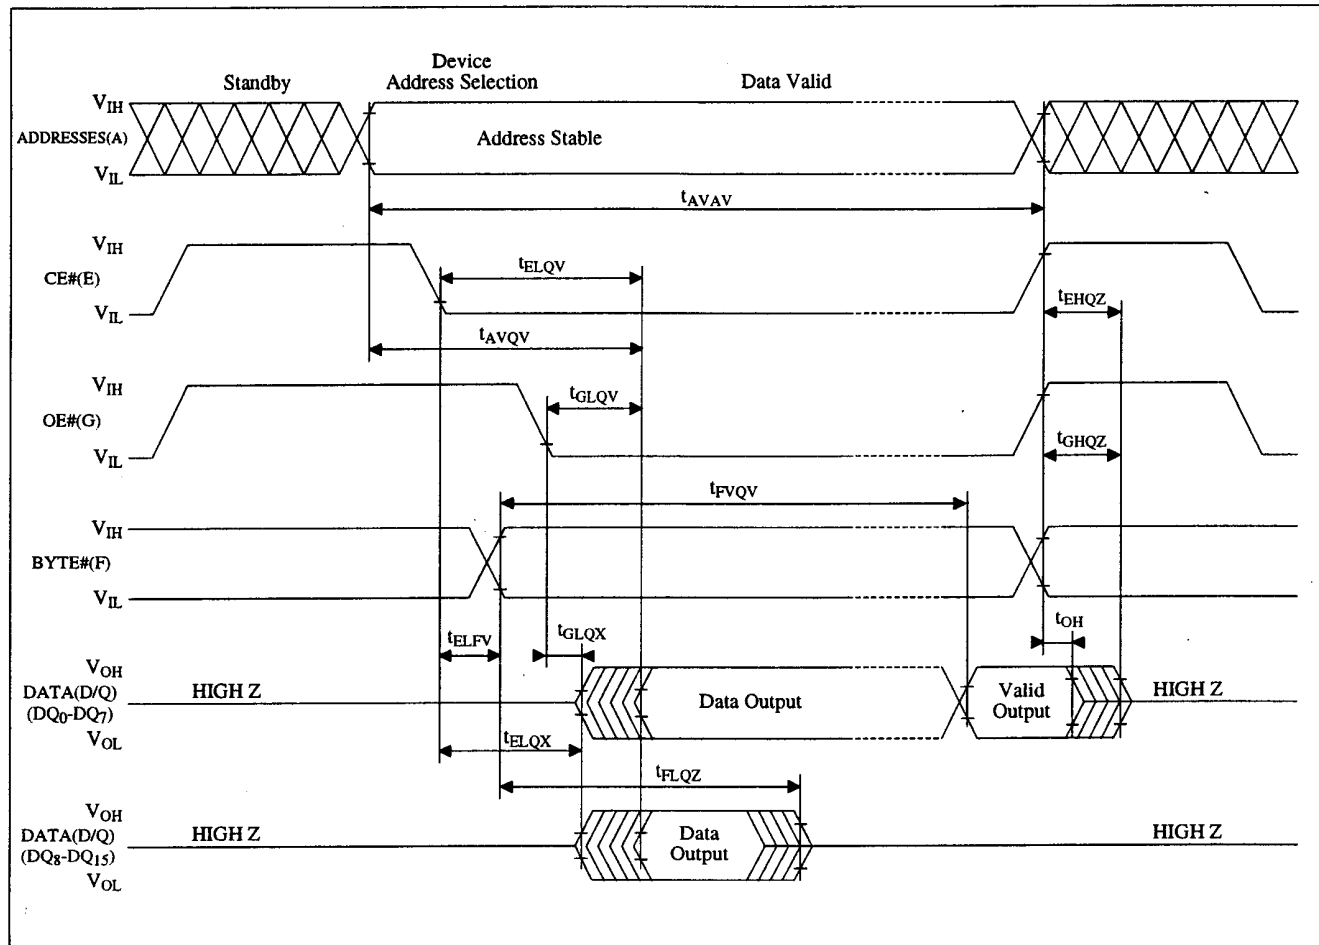 Standby
Device
Address Selection
Data Valid
VIH
ADDRESSES(A)
VIL
Address Stable
tAVAV
VIH
CE#(E)
VIL
tELQV
tEHQZ
tAVQV
VIH
OE#(G)
VIL
tGLQV
tGHQZ
tFVQV
VIH
BYTE#(F)
VIL
tELFV
tGLQX
tOH
VOH
DATA(D/Q)
(DQ0-DQ7)
VOL
HIGH Z
Data Output
Valid
Output
HIGH Z
tELQX
tFLQZ
VOH
DATA(D/Q)
(DQ8-DQ15)
VOL
HIGH Z
Data
Output
HIGH Z